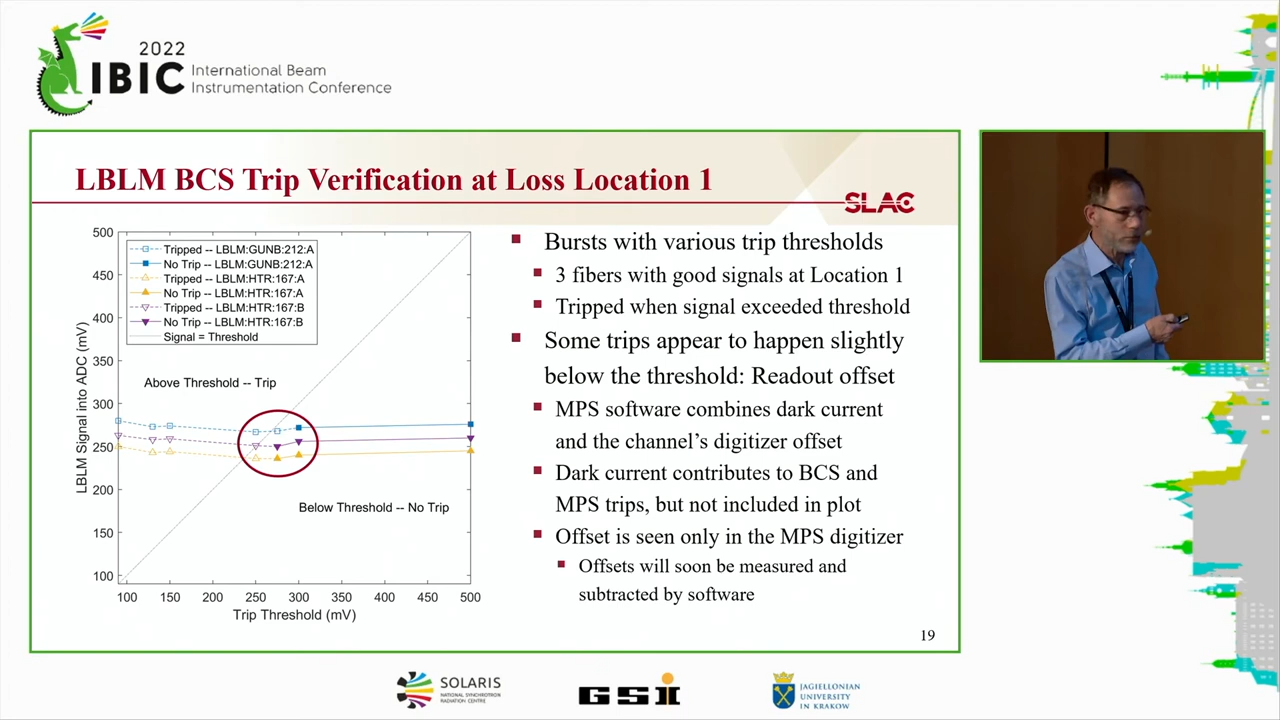 2022
IBIC International Beam
Instrumentation Conference
LBLM BCS Trip Verification at Loss Location 1
SLAC
500
450
400
350
300
250
200
150
100
LBLM Signal into ADC (mV)
Tripped -- LBLM:GUNB:212:A
No Trip -- LBLM:GUNB:212:A
Tripped -- LBLM:HTR:167:A
No Trip -- LBLM:HTR:167:A
Tripped -- LBLM:HTR:167:B
No Trip -- LBLM:HTR:167:B
Signal = Threshold
Above Threshold -- Trip
Below Threshold -- No Trip
100 150 200 250 300 350 400 450 500
Trip Threshold (mV)
Bursts with various trip thresholds
3 fibers with good signals at Location 1
Tripped when signal exceeded threshold
Some trips appear to happen slightly
below the threshold: Readout offset
MPS software combines dark current
and the channel's digitizer offset
Dark current contributes to BCS and
MPS trips, but not included in plot
Offset is seen only in the MPS digitizer
Offsets will soon be measured and
subtracted by software
19
SOLARIS
NATIONAL SYNCHROTRON
RADIATION CENTRE
GSI
JAGIELLONIAN
UNIVERSITY
IN KRAKOW